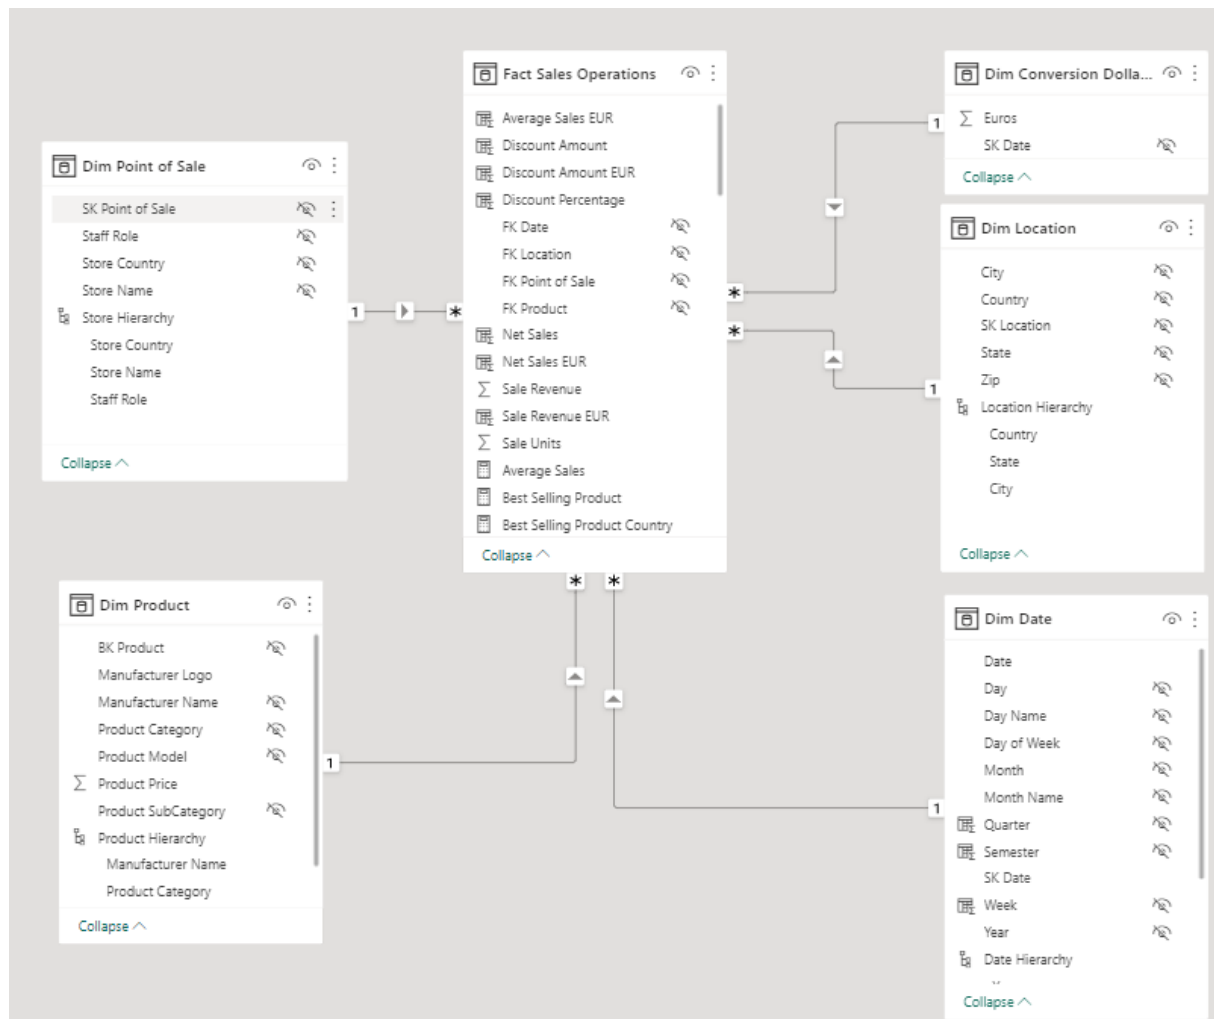 Fact Sales Operations
Average Sales EUR
Discount Amount
Discount Amount EUR
Discount Percentage
FK Date
FK Location
FK Point of Sale
FK Product
Net Sales
Net Sales EUR
Sale Revenue
Sale Revenue EUR
Sale Units
Average Sales
Best Selling Product
Best Selling Product Country
Collapse
Dim Conversion Dolla...
Euros
SK Date
Collapse
1
*
Dim Point of Sale
SK Point of Sale
Staff Role
Store Country
Store Name
Store Hierarchy
Store Country
Store Name
Staff Role
Collapse
1
*
Dim Location
City
Country
SK Location
State
Zip
Location Hierarchy
Country
State
City
Collapse
1
*
Dim Product
BK Product
Manufacturer Logo
Manufacturer Name
Product Category
Product Model
Product Price
Product SubCategory
Product Hierarchy
Manufacturer Name
Product Category
Collapse
1
*
Dim Date
Date
Day
Day Name
Day of Week
Month
Month Name
Quarter
Semester
SK Date
Week
Year
Date Hierarchy
Collapse
1
*